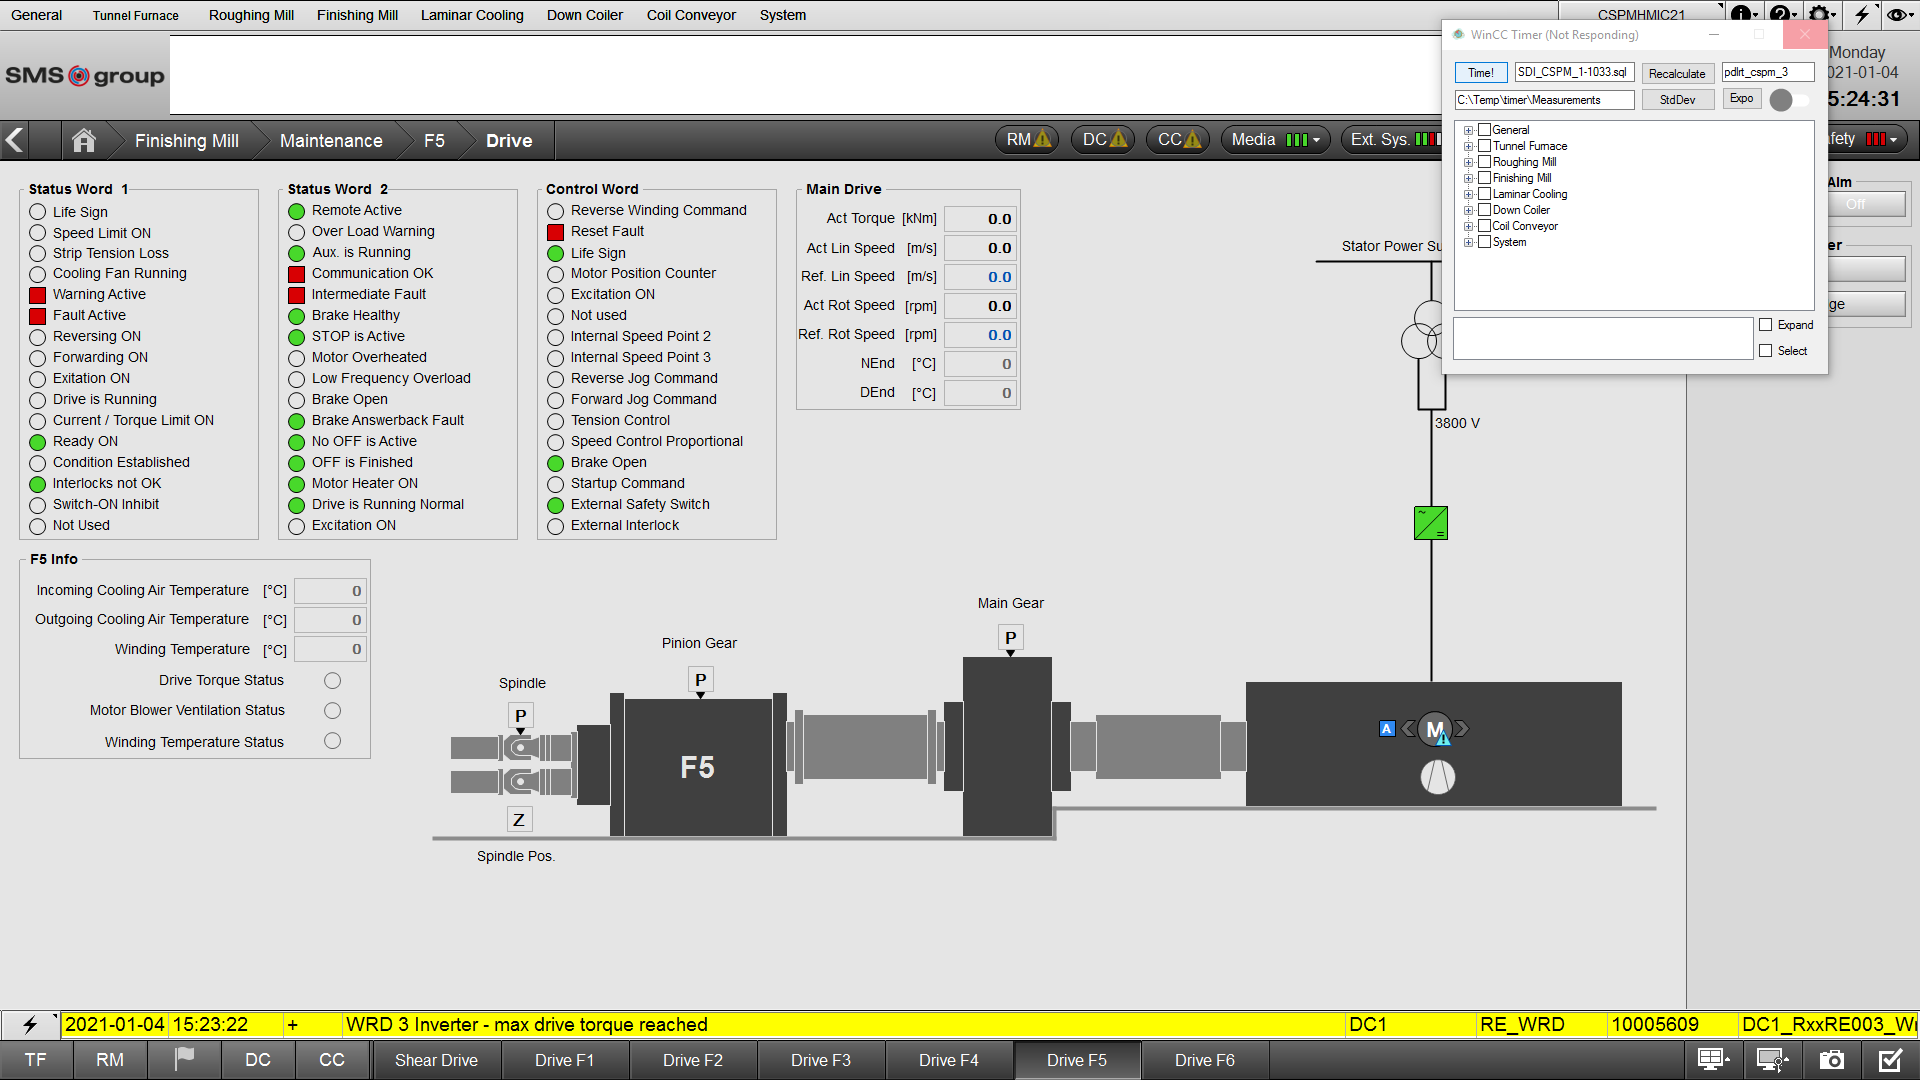 General Tunnel Furnace Roughing Mill Finishing Mill Laminar Cooling Down Coiler Coil Conveyor System CSPMHMIC21
WinCC Timer (Not Responding)
SMS group
Monday
021-01-04
5:24:31
Time! SDI_CSPM_1-1033.sql Recalculate pdlrt_cspm_3
C:\Temp\timer\Measurements StdDev Expo
General
Tunnel Furnace
Roughing Mill
Finishing Mill
Laminar Cooling
Down Coiler
Coil Conveyor
System
Expand
Select
Finishing Mill Maintenance F5 Drive RM DC CC Media Ext. Sys. fety
Alm
Off
er
ge
Status Word 1
Life Sign
Speed Limit ON
Strip Tension Loss
Cooling Fan Running
Warning Active
Fault Active
Reversing ON
Forwarding ON
Exitation ON
Drive is Running
Current / Torque Limit ON
Ready ON
Condition Established
Interlocks not OK
Switch-ON Inhibit
Not Used
Status Word 2
Remote Active
Over Load Warning
Aux. is Running
Communication OK
Intermediate Fault
Brake Healthy
STOP is Active
Motor Overheated
Low Frequency Overload
Brake Open
Brake Answerback Fault
No OFF is Active
OFF is Finished
Motor Heater ON
Drive is Running Normal
Excitation ON
Control Word
Reverse Winding Command
Reset Fault
Life Sign
Motor Position Counter
Excitation ON
Not used
Internal Speed Point 2
Internal Speed Point 3
Reverse Jog Command
Forward Jog Command
Tension Control
Speed Control Proportional
Brake Open
Startup Command
External Safety Switch
External Interlock
Main Drive
Act Torque [kNm] 0.0
Act Lin Speed [m/s] 0.0
Ref. Lin Speed [m/s] 0.0
Act Rot Speed [rpm] 0.0
Ref. Rot Speed [rpm] 0.0
NEnd [°C] 0
DEnd [°C] 0
Stator Power Su
3800 V
F5 Info
Incoming Cooling Air Temperature [°C] 0
Outgoing Cooling Air Temperature [°C] 0
Winding Temperature [°C] 0
Drive Torque Status
Motor Blower Ventilation Status
Winding Temperature Status
Main Gear
P
Pinion Gear
P
Spindle
P
F5
A M
Z
Spindle Pos.
2021-01-04 15:23:22 + WRD 3 Inverter - max drive torque reached DC1 RE_WRD 10005609 DC1_RxxRE003_Wr
TF RM DC CC Shear Drive Drive F1 Drive F2 Drive F3 Drive F4 Drive F5 Drive F6